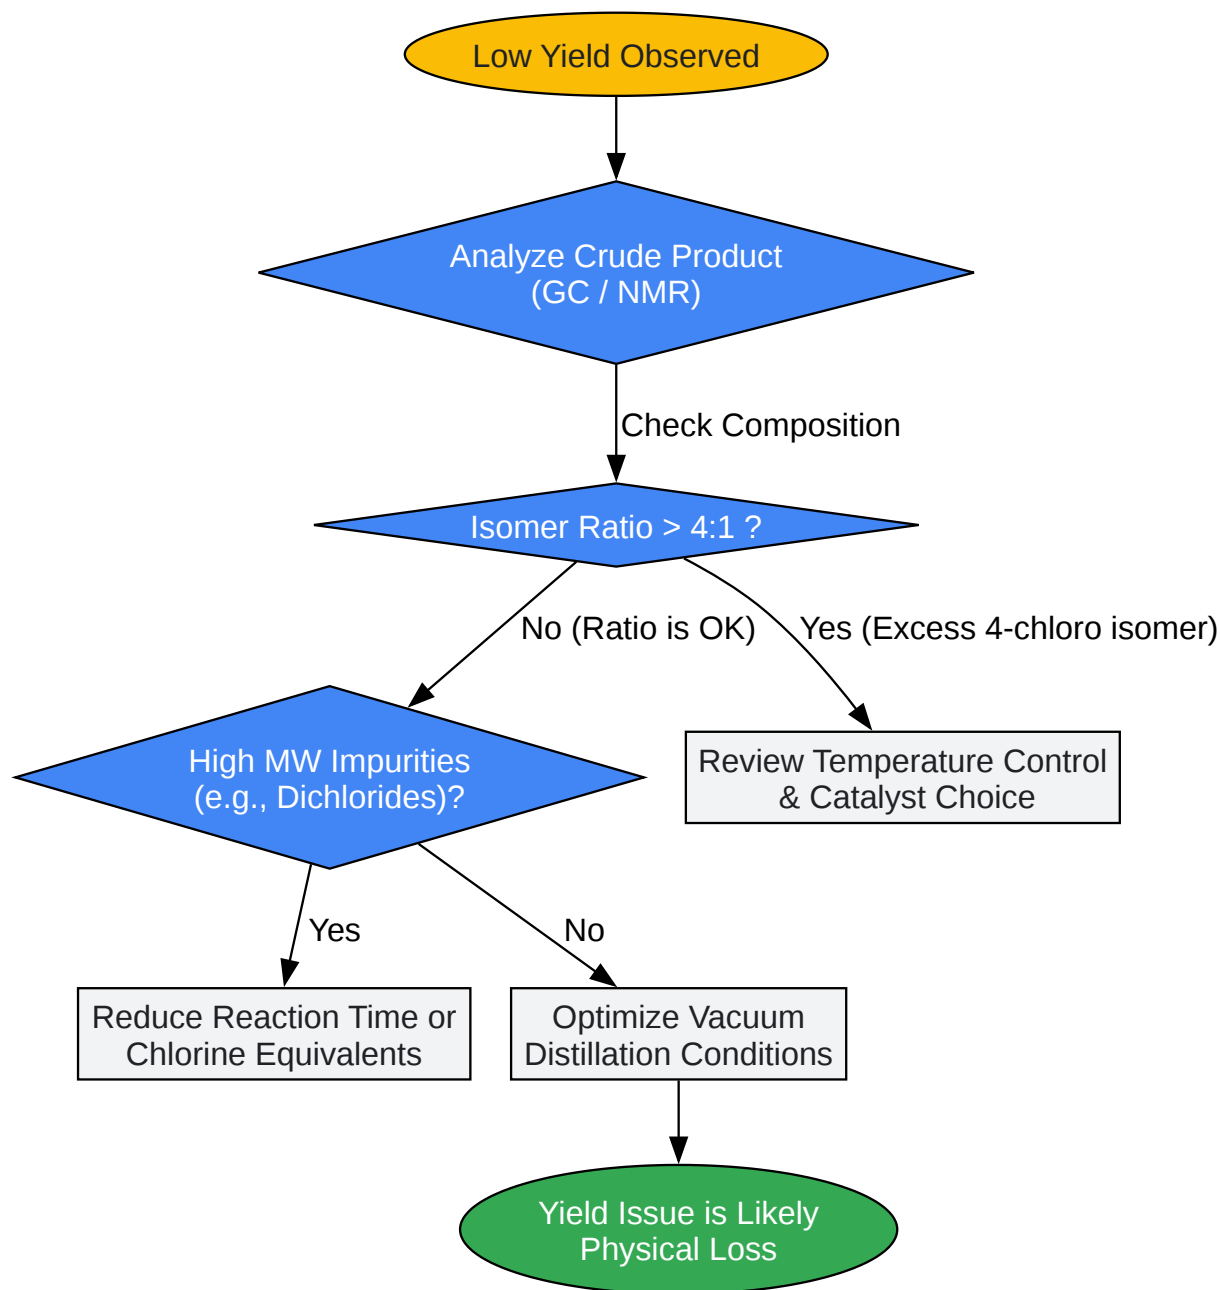 Low Yield Observed
Analyze Crude Product
(GC / NMR)
Check Composition
Isomer Ratio > 4:1 ?
No (Ratio is OK)
Yes (Excess 4-chloro isomer)
High MW Impurities
(e.g., Dichlorides)?
Review Temperature Control
& Catalyst Choice
Yes
No
Reduce Reaction Time or
Chlorine Equivalents
Optimize Vacuum
Distillation Conditions
Yield Issue is Likely
Physical Loss